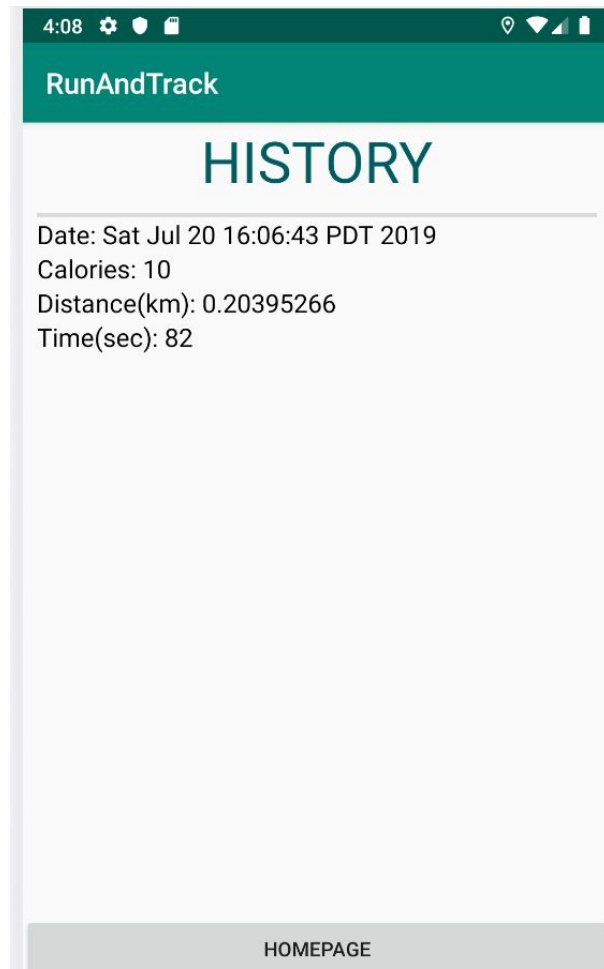 4:08
RunAndTrack
HISTORY
Date: Sat Jul 20 16:06:43 PDT 2019
Calories: 10
Distance(km): 0.20395266
Time(sec): 82
HOMEPAGE